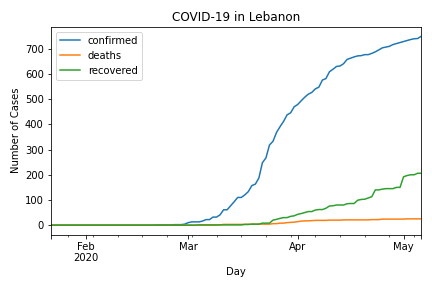 COVID-19 in Lebanon
confirmed
deaths
recovered
Number of Cases
700
600
500
400
300
200
100
0
Feb
2020
Mar
Apr
May
Day